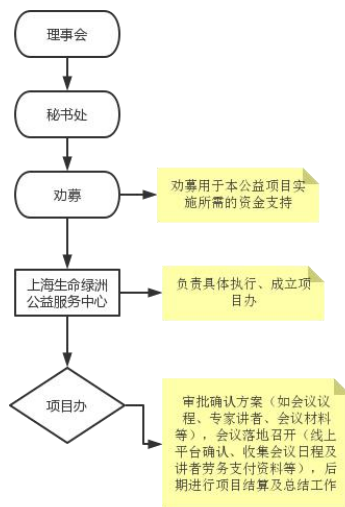 理事会
秘书处
劝募
劝募用于本公益项目实
施所需的资金支持
上海生命绿洲
公益服务中心
负责具体执行、成立项
目办
项目办
审批确认方案（如会议议
程、专家讲者、会议材料
等），会议落地召开（线上
平台确认、收集会议日程及
讲者劳务支付资料等），后
期进行项目结算及总结工作